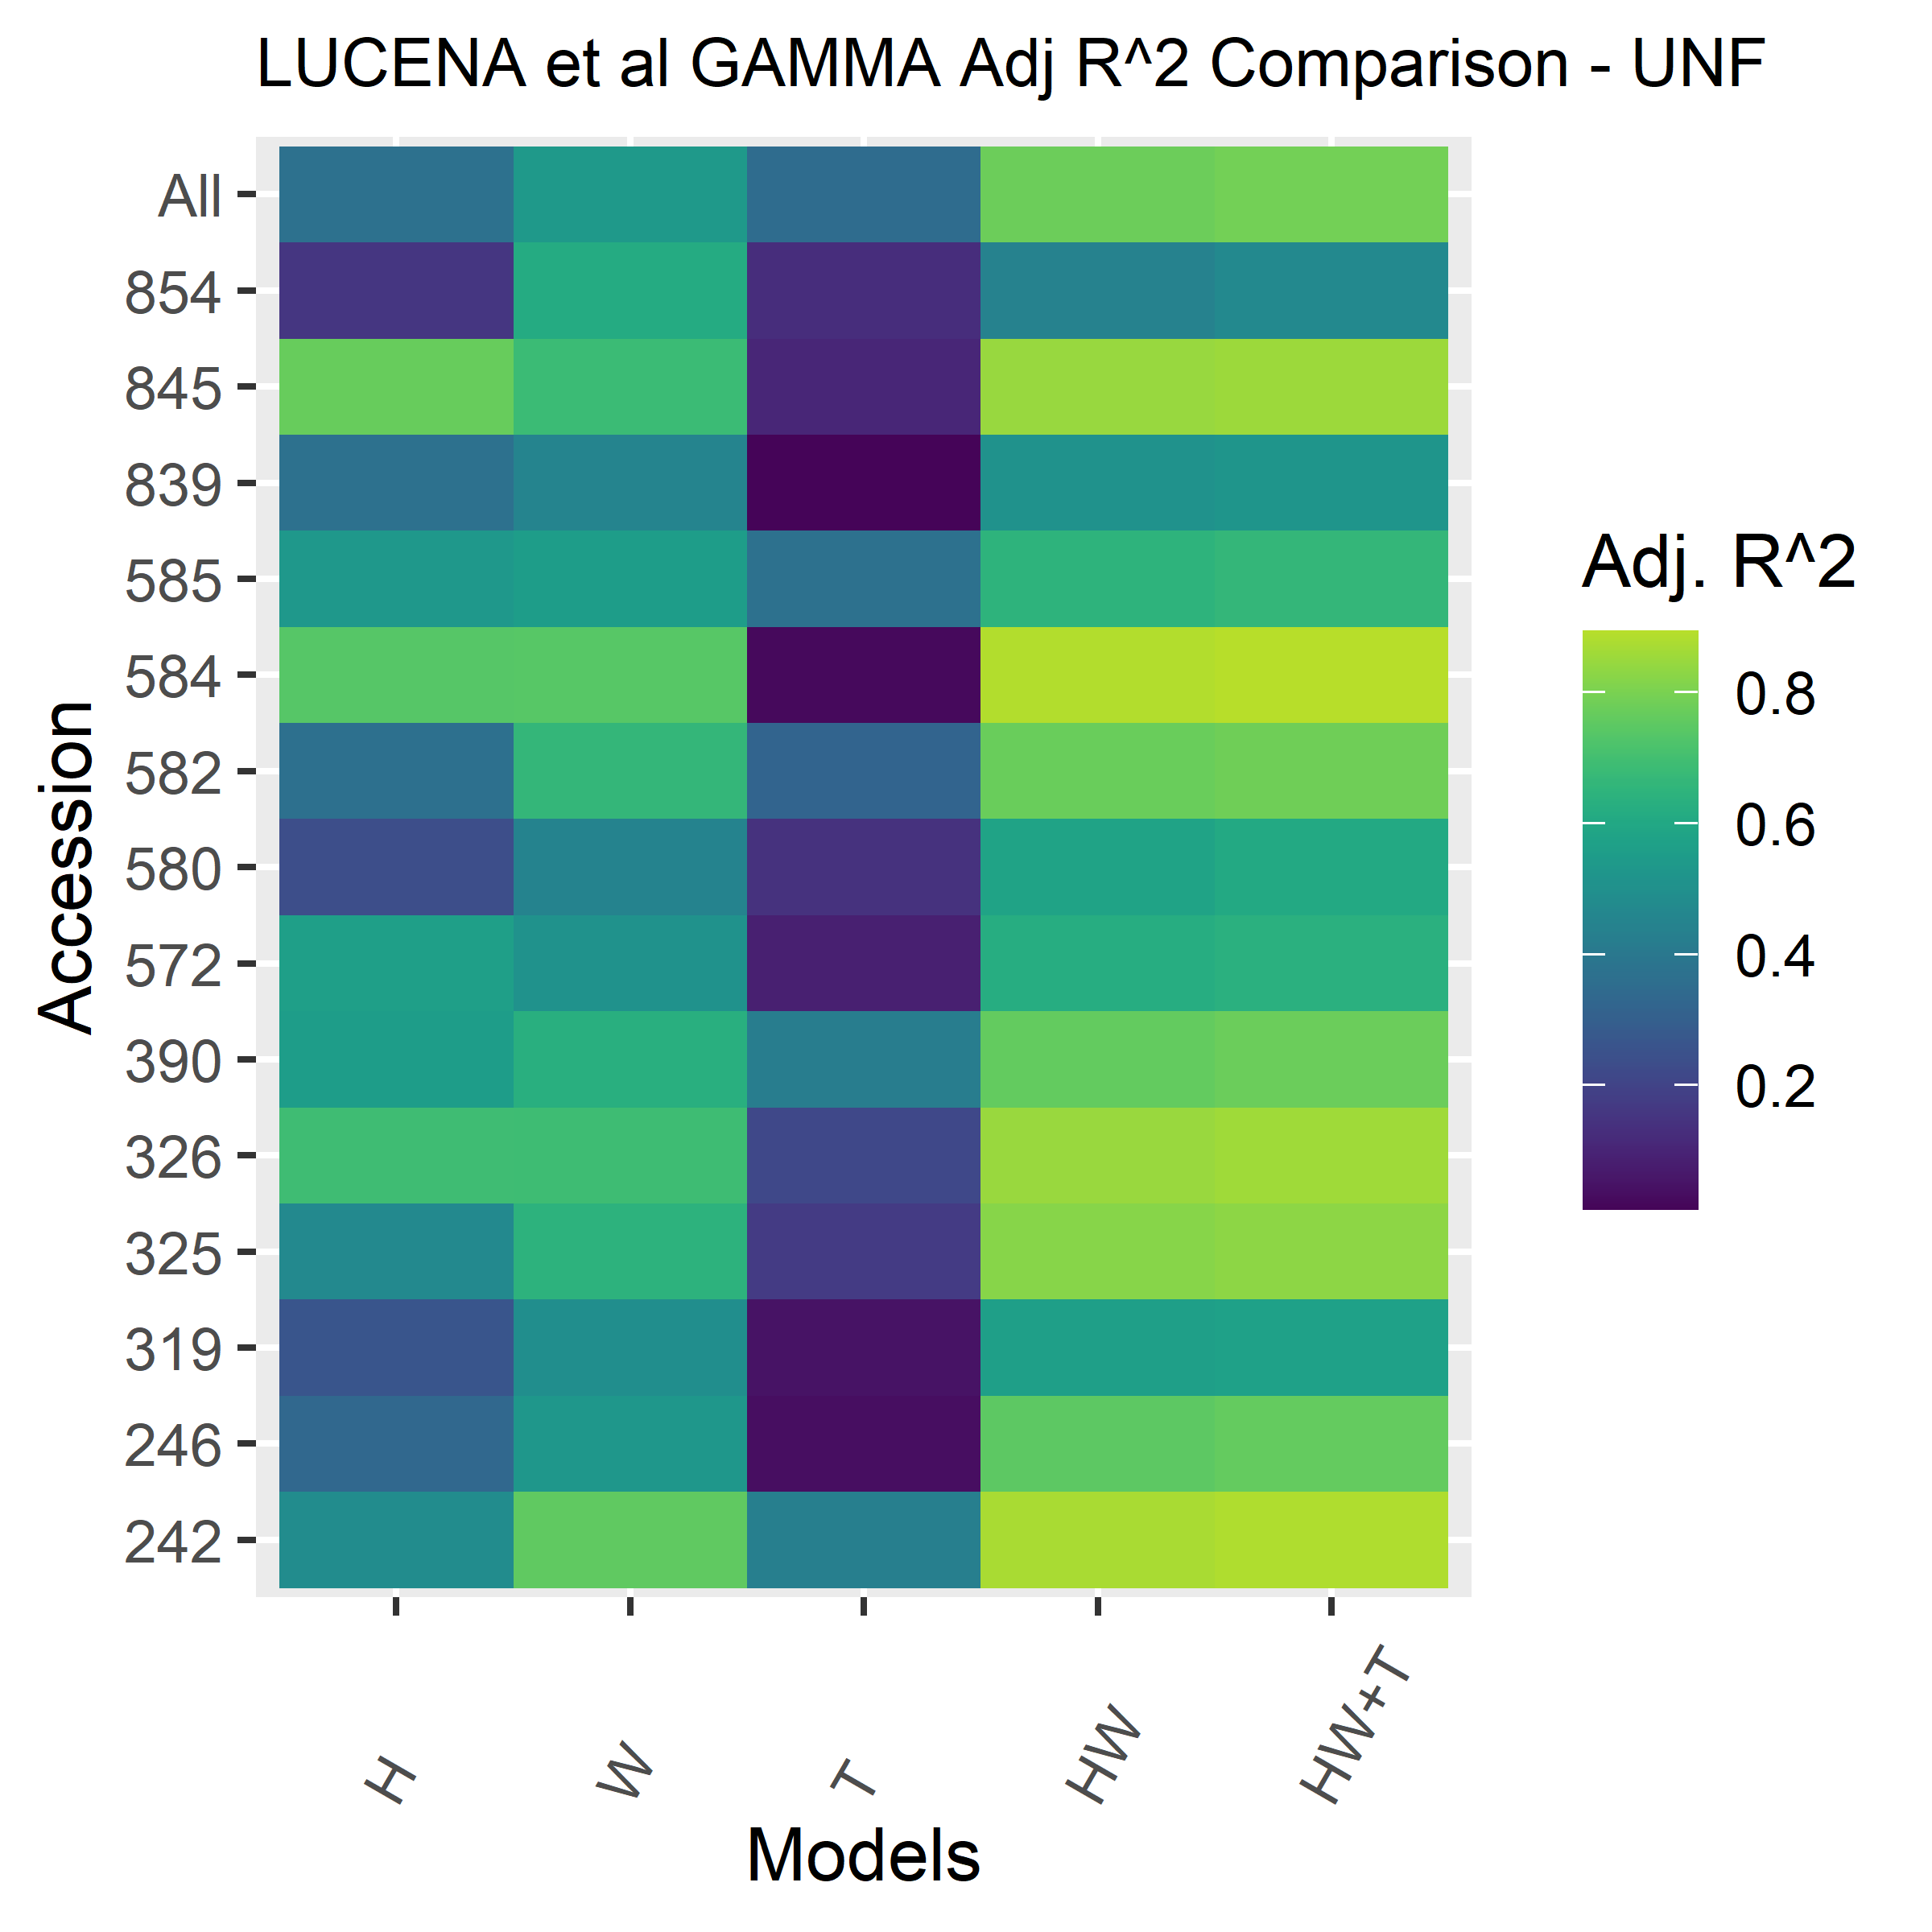 LUCENA et al GAMMA Adj R^2 Comparison - UNF
Accession
All
854
845
839
585
584
582
580
572
390
326
325
319
246
242
H
W
T
HW
HW+T
Models
Adj. R^2
0.8
0.6
0.4
0.2